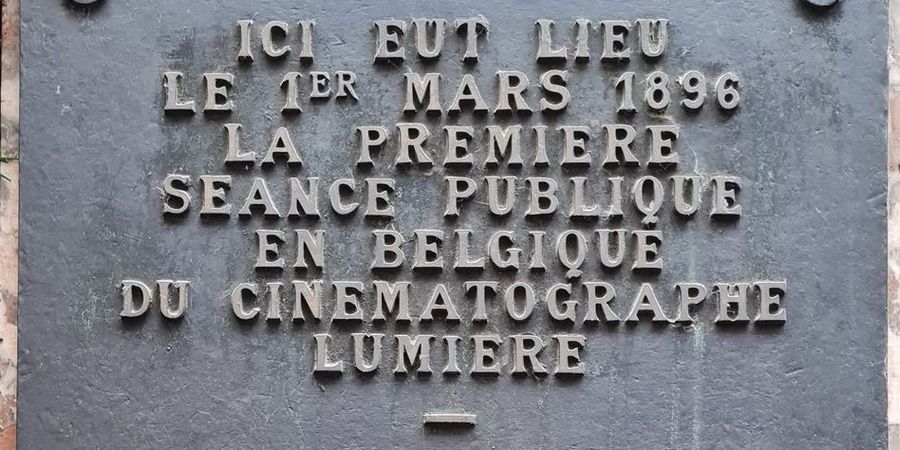 ICI EUT LIEU
LE 1ER MARS 1896
LA PREMIERE
SEANCE PUBLIQUE
EN BELGIQUE
DU CINEMATOGRAPHE
LUMIERE